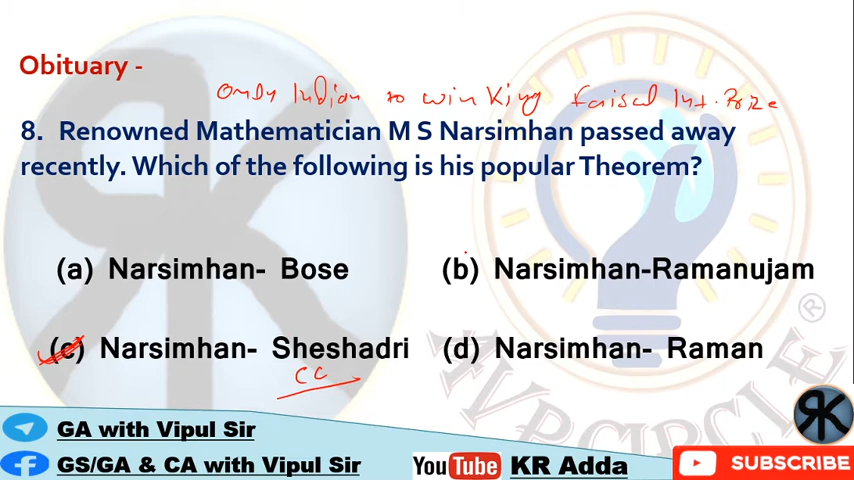 Obituary -
Only Indian to win King Faisal Int. Prize
8. Renowned Mathematician M S Narsimhan passed away
recently. Which of the following is his popular Theorem?
(a) Narsimhan- Bose
(b) Narsimhan-Ramanujam
(c) Narsimhan- Sheshadri
(d) Narsimhan- Raman
CC
VPCIRCLE®
RK
GA with Vipul Sir
GS/GA & CA with Vipul Sir
YouTube KR Adda
SUBSCRIBE